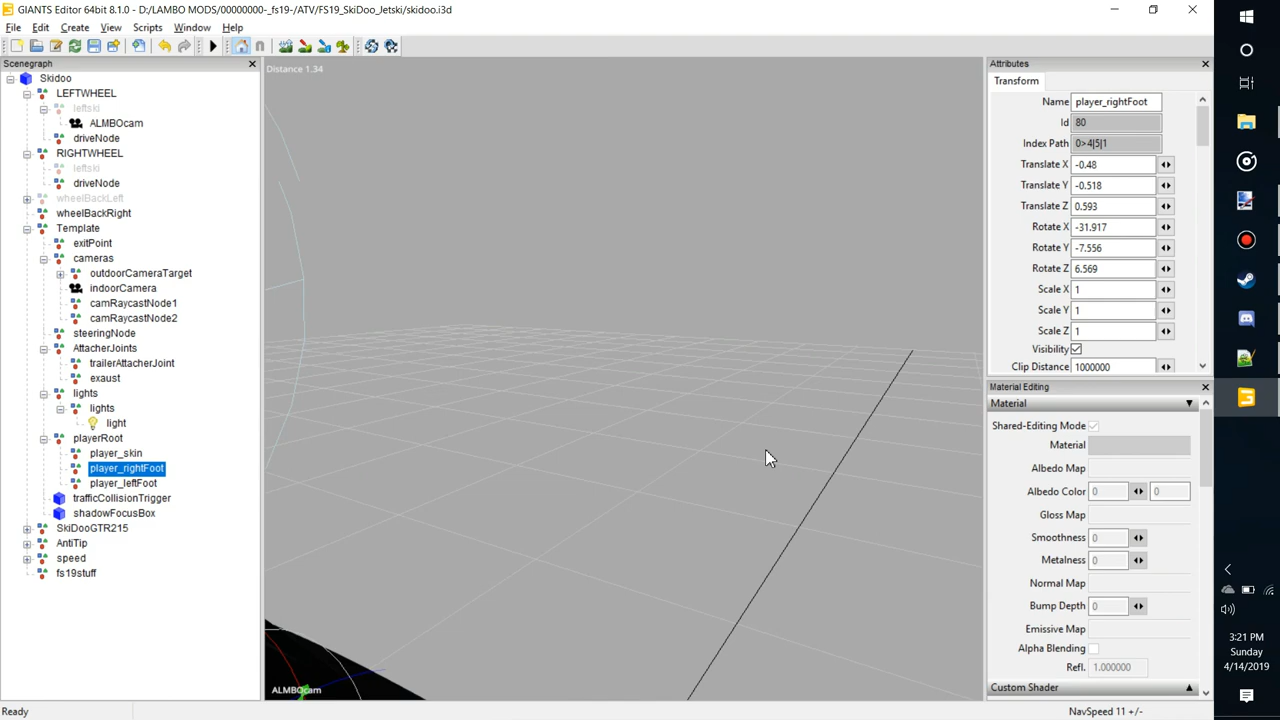 GIANTS Editor 64bit 8.1.0 - D:/LAMBO MODS/00000000-_fs19-/ATV/FS19_SkiDoo_Jetski/skidoo.i3d
File Edit Create View Scripts Window Help
Scenegraph
Skidoo
LEFTWHEEL
leftski
ALMBOcam
driveNode
RIGHTWHEEL
leftski
driveNode
wheelBackLeft
wheelBackRight
Template
exitPoint
cameras
outdoorCameraTarget
indoorCamera
camRaycastNode1
camRaycastNode2
steeringNode
AttacherJoints
trailerAttacherJoint
exaust
lights
lights
light
playerRoot
player_skin
player_rightFoot
player_leftFoot
trafficCollisionTrigger
shadowFocusBox
SkiDooGTR215
AntiTip
speed
fs19stuff
Distance 1.34
ALMBOcam
Attributes
Transform
Name player_rightFoot
Id 80
Index Path 0>4|5|1
Translate X -0.48
Translate Y -0.518
Translate Z 0.593
Rotate X -31.917
Rotate Y -7.556
Rotate Z 6.569
Scale X 1
Scale Y 1
Scale Z 1
Visibility
Clip Distance 1000000
Material Editing
Material
Shared-Editing Mode
Material
Albedo Map
Albedo Color 0 0
Gloss Map
Smoothness 0
Metalness 0
Normal Map
Bump Depth 0
Emissive Map
Alpha Blending
Refl. 1.000000
Custom Shader
Ready
NavSpeed 11 +/-
3:21 PM
Sunday
4/14/2019